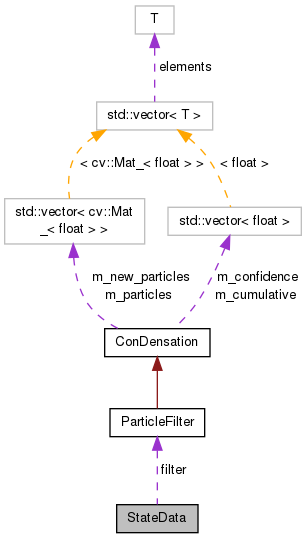 T
elements
std::vector< T >
< cv::Mat_< float > >
< float >
std::vector< cv::Mat
_< float > >
std::vector< float >
m_new_particles
m_particles
m_confidence
m_cumulative
ConDensation
ParticleFilter
filter
StateData